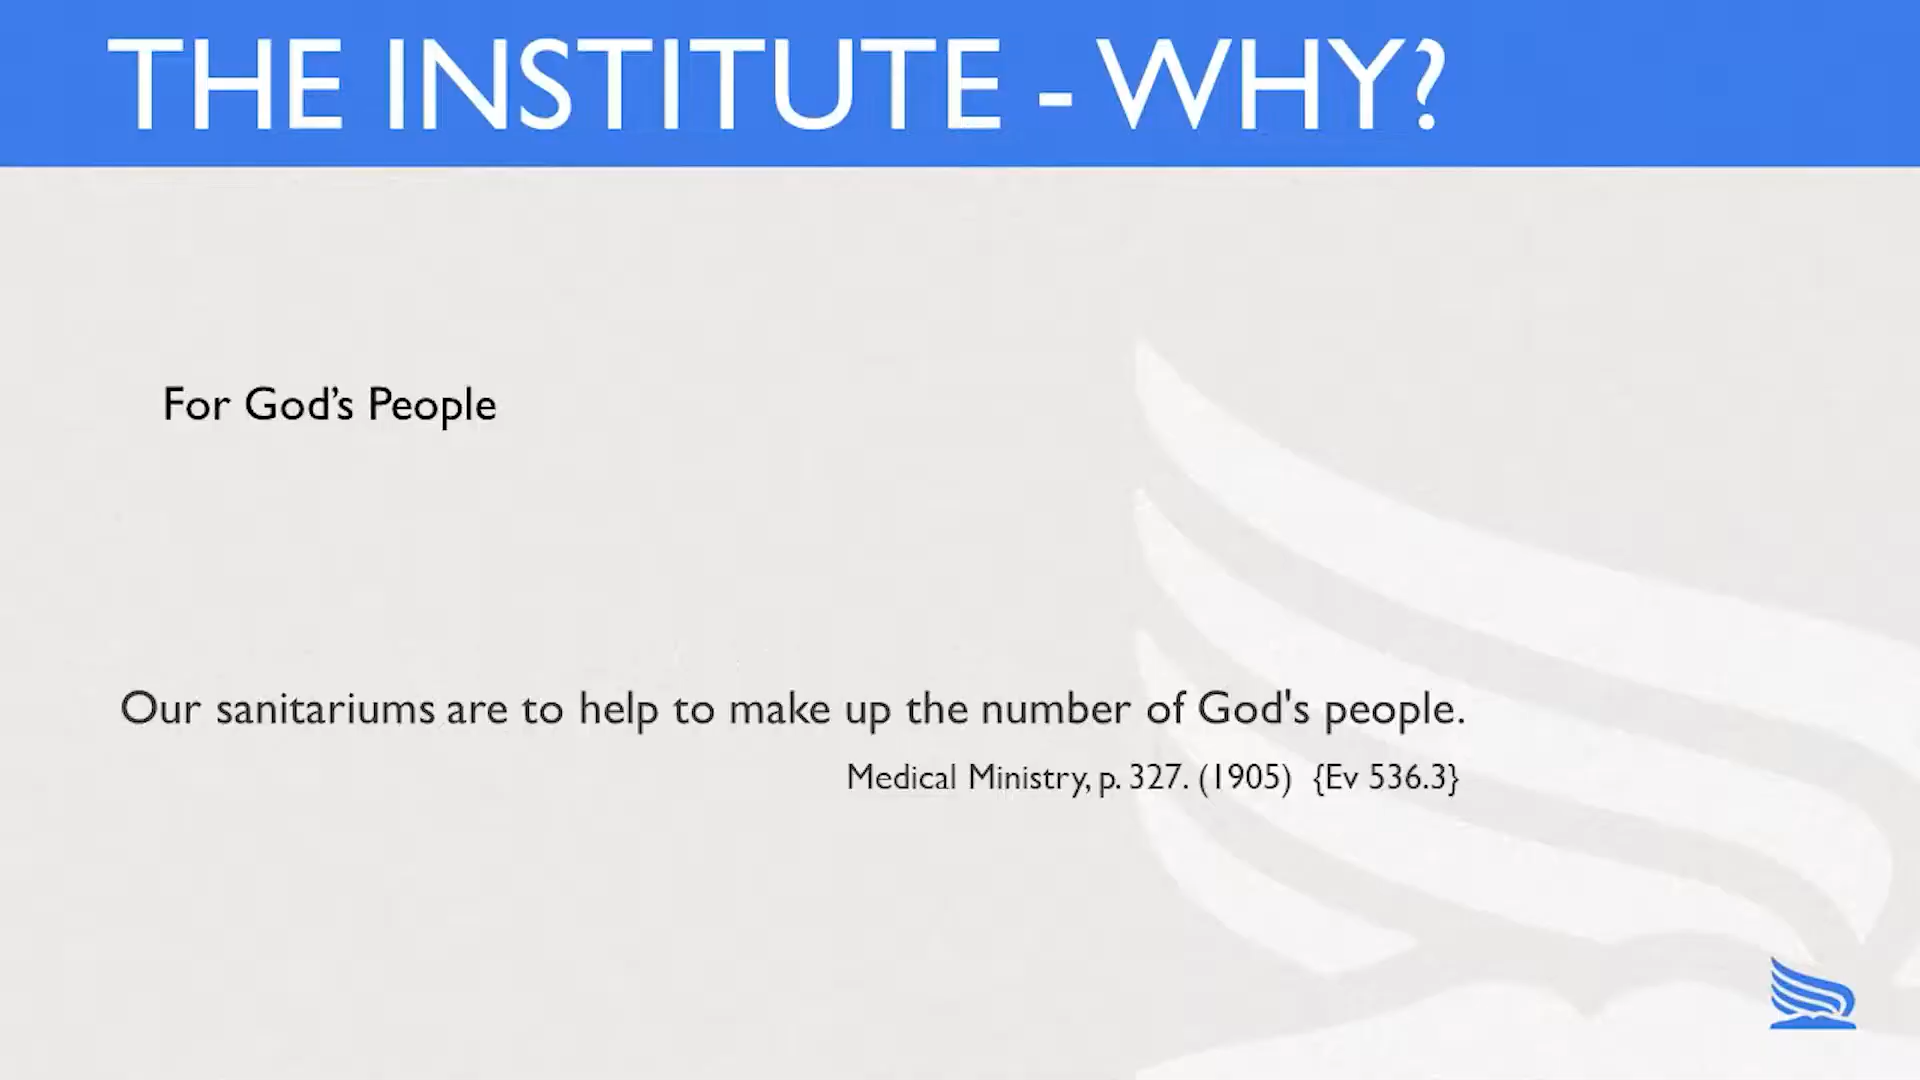 THE INSTITUTE - WHY?
For God’s People
Our sanitariums are to help to make up the number of God's people.
Medical Ministry, p. 327. (1905) {Ev 536.3}